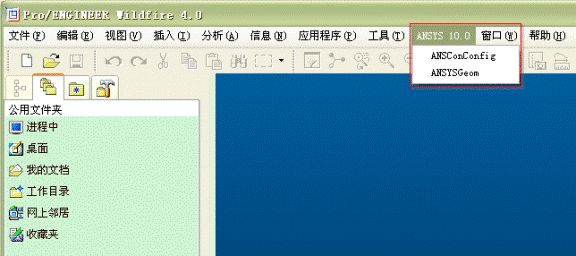 Pro/ENGINEER Wildfire 4.0
文件(F) 编辑(E) 视图(V) 插入(I) 分析(A) 信息(N) 应用程序(P) 工具(T) ANSYS 10.0 窗口(W) 帮助(H)
ANSConConfig
ANSYSGeom
公用文件夹
进程中
桌面
我的文档
工作目录
网上邻居
收藏夹